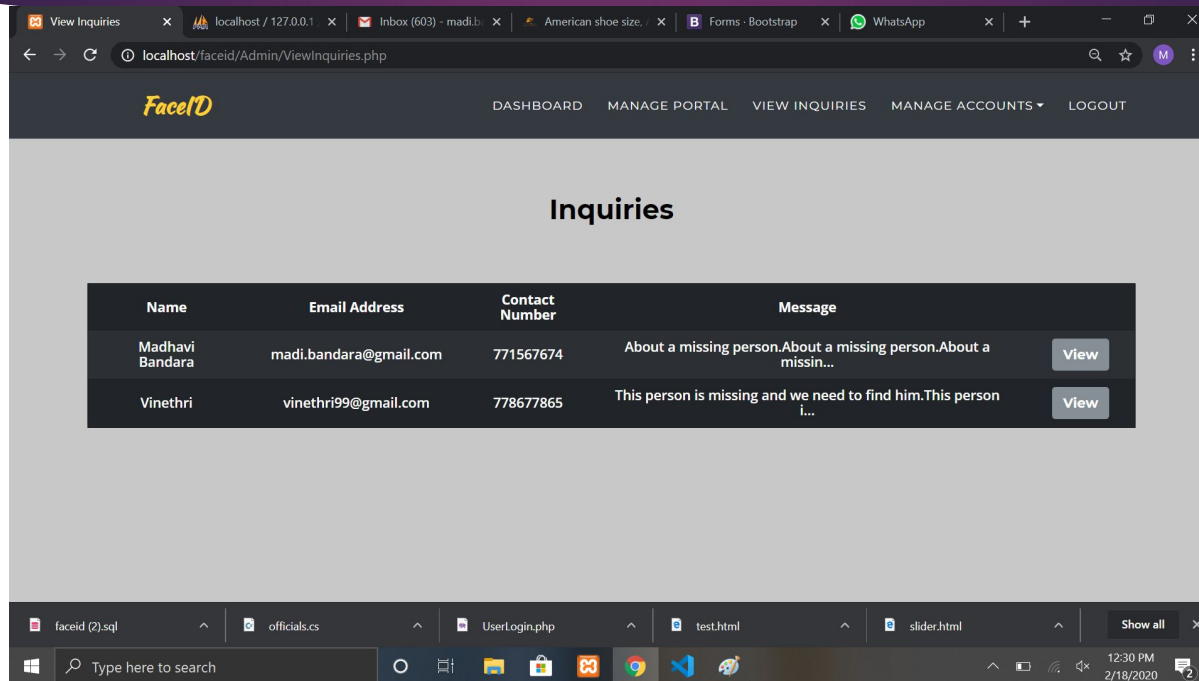 View Inquiries
localhost / 127.0.0.1
Inbox (603) - madi.b
American shoe size,
Forms · Bootstrap
WhatsApp
localhost/faceid/Admin/ViewInquiries.php
M
FaceID
DASHBOARD MANAGE PORTAL VIEW INQUIRIES MANAGE ACCOUNTS LOGOUT
Inquiries
Name Email Address Contact Number Message
Madhavi Bandara madi.bandara@gmail.com 771567674 About a missing person.About a missing person.About a missin... View
Vinethri vinethri99@gmail.com 778677865 This person is missing and we need to find him.This person i... View
faceid (2).sql officials.cs UserLogin.php test.html slider.html Show all
Type here to search
12:30 PM
2/18/2020
2